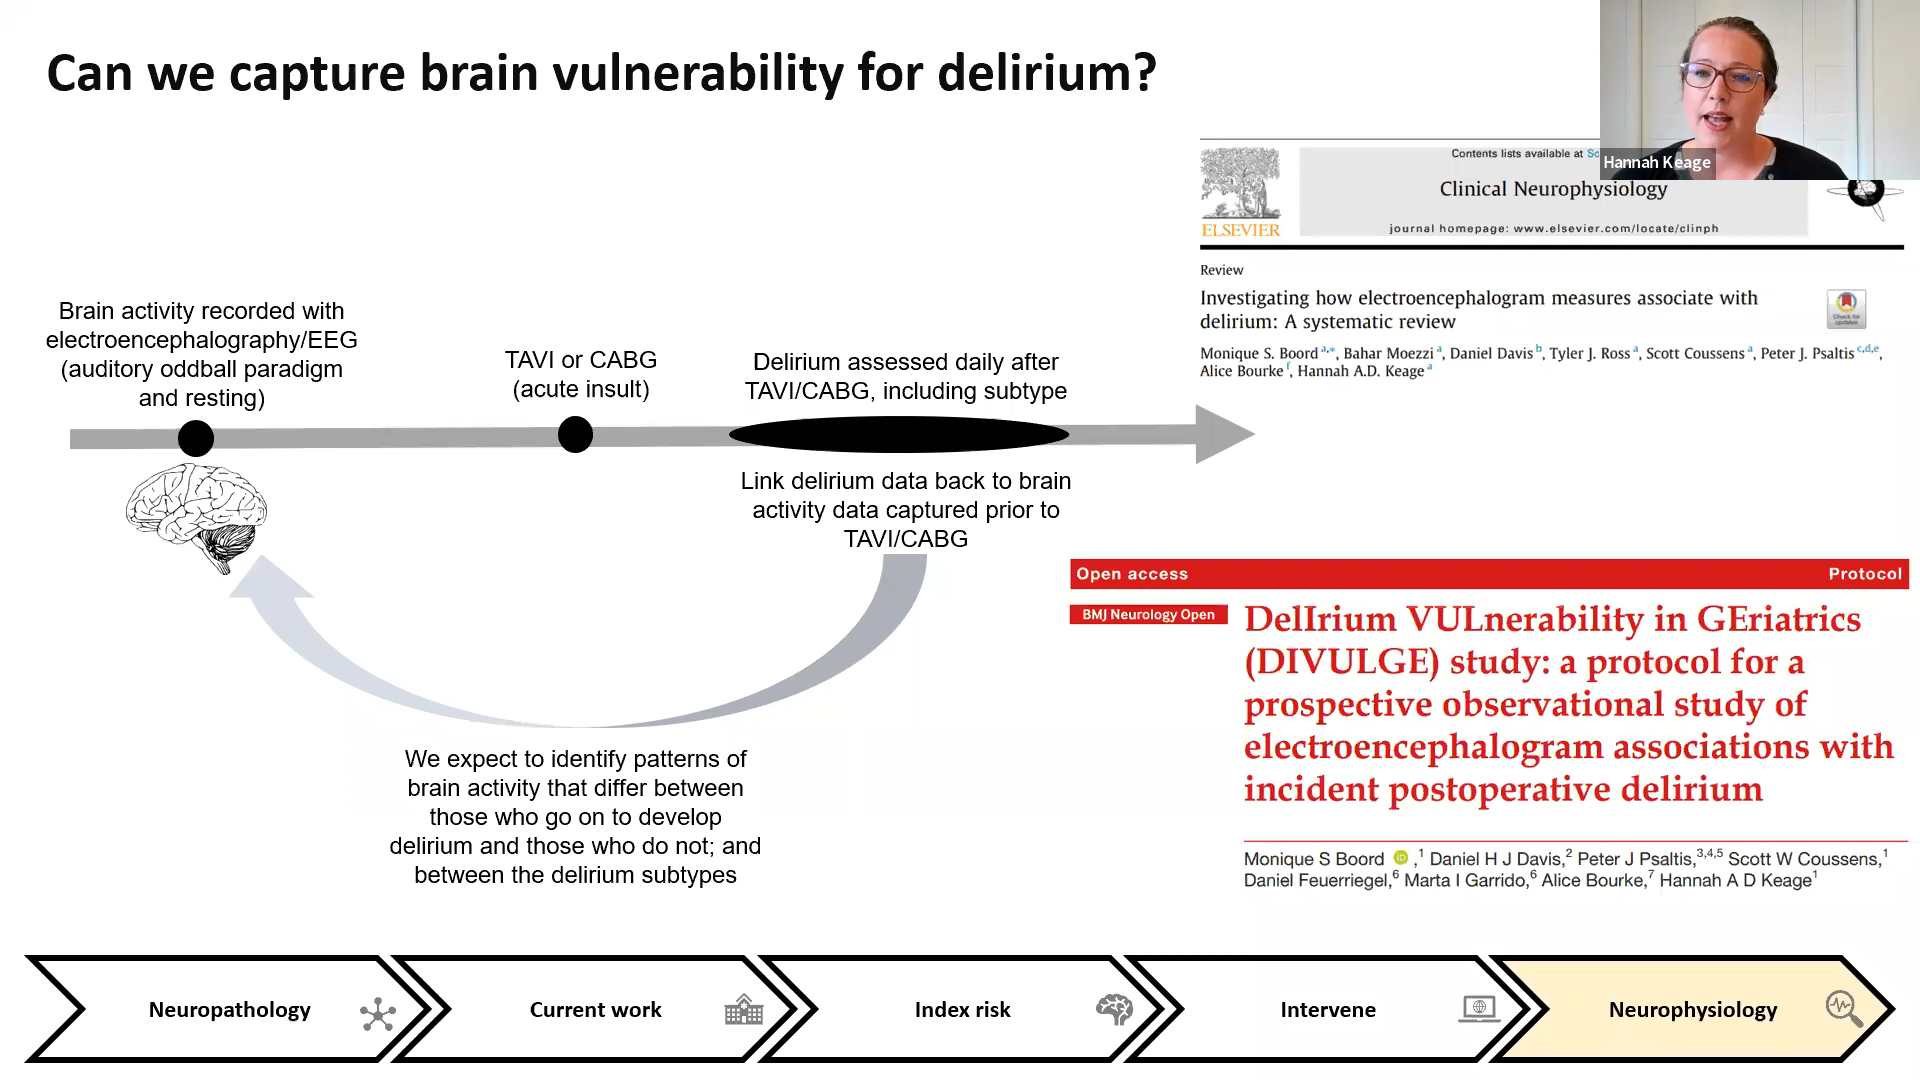 Can we capture brain vulnerability for delirium?
Hannah Keage
Contents lists available at Sc
Clinical Neurophysiology
journal homepage: www.elsevier.com/locate/clinph
ELSEVIER
Review
Investigating how electroencephalogram measures associate with
delirium: A systematic review
Check for
updates
Monique S. Boord a,*, Bahar Moezzi a, Daniel Davis b, Tyler J. Ross a, Scott Coussens a, Peter J. Psaltis c,d,e,
Alice Bourke f, Hannah A.D. Keage a
Brain activity recorded with
electroencephalography/EEG
(auditory oddball paradigm
and resting)
TAVI or CABG
(acute insult)
Delirium assessed daily after
TAVI/CABG, including subtype
Link delirium data back to brain
activity data captured prior to
TAVI/CABG
We expect to identify patterns of
brain activity that differ between
those who go on to develop
delirium and those who do not; and
between the delirium subtypes
Open access
Protocol
BMJ Neurology Open
DelIrium VULnerability in GEriatrics
(DIVULGE) study: a protocol for a
prospective observational study of
electroencephalogram associations with
incident postoperative delirium
Monique S Boord iD ,1 Daniel H J Davis,2 Peter J Psaltis,3,4,5 Scott W Coussens,1
Daniel Feuerriegel,6 Marta I Garrido,6 Alice Bourke,7 Hannah A D Keage1
Neuropathology
Current work
Index risk
Intervene
Neurophysiology